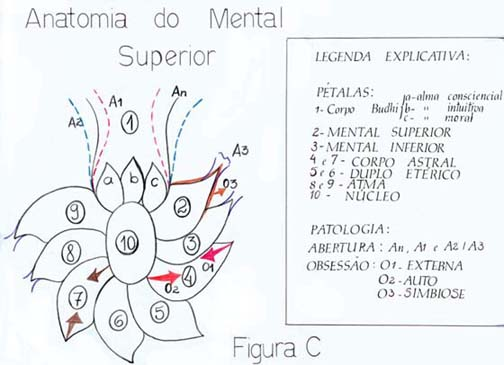 Anatomia do Mental
Superior
A2
A1
An
1
A3
a
b
c
O3
2
9
3
10
8
O1
4
O2
7
5
6
Figura C
LEGENDA EXPLICATIVA:
PÉTALAS: a-alma consciencial
1- Corpo Budhi b- " intuitiva
c- " moral
2-MENTAL SUPERIOR
3-MENTAL INFERIOR
4 e 7- CORPO ASTRAL
5 e 6- DUPLO ETÉRICO
8 e 9- ATMA
10 - NÚCLEO
PATOLOGIA:
ABERTURA: An, A1 e A2/A3
OBSESSÃO: O1- EXTERNA
O2-AUTO
O3-SIMBIOSE